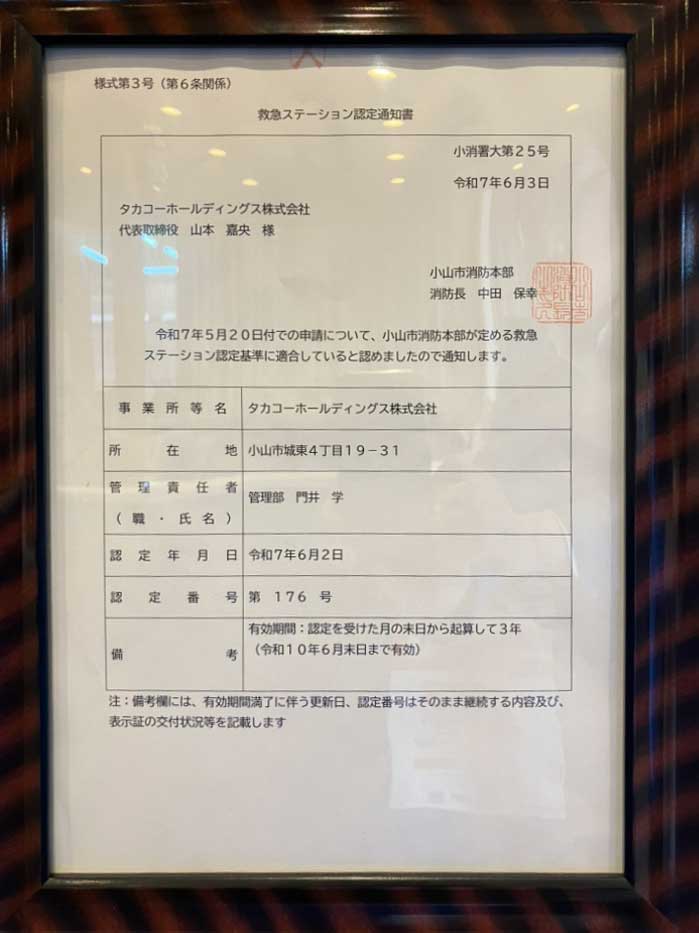 様式第３号（第６条関係）
救急ステーション認定通知書
小消署大第２５号
令和７年６月３日
タカコーホールディングス株式会社
代表取締役　山本　嘉央　様
小山市消防本部
消防長　中田　保幸
令和７年５月２０日付での申請について、小山市消防本部が定める救急
ステーション認定基準に適合していると認めましたので通知します。
事業所等名　タカコーホールディングス株式会社
所在地　小山市城東４丁目１９－３１
管理責任者
（職・氏名）　管理部　門井　学
認定年月日　令和７年６月２日
認定番号　第　１７６　号
備考　有効期間：認定を受けた月の末日から起算して３年
（令和１０年６月末日まで有効）
注：備考欄には、有効期間満了に伴う更新日、認定番号はそのまま継続する内容及び、
表示証の交付状況等を記載します